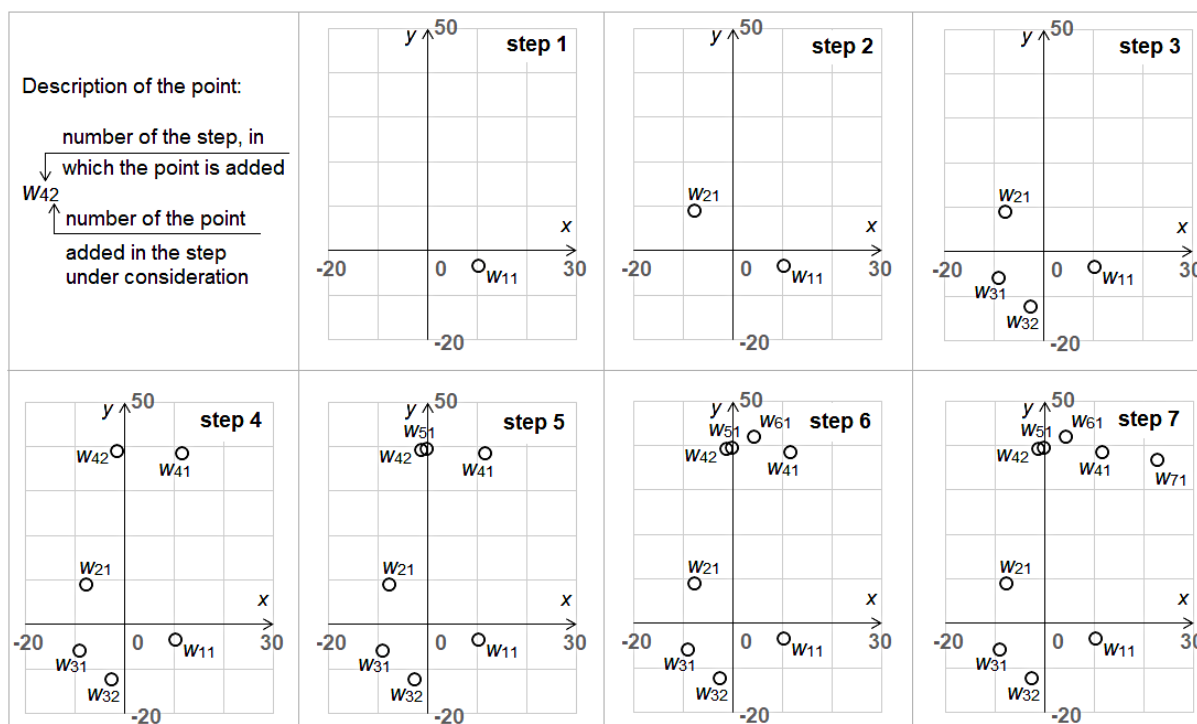 Description of the point:
number of the step, in
which the point is added
w42
number of the point
added in the step
under consideration
y 50 step 1
x
-20 0 w11 30
-20
y 50 step 2
w21
x
-20 0 w11 30
-20
y 50 step 3
w21
x
-20 0 w11 30
w31
w32
-20
y 50 step 4
w42 w41
w21
x
-20 0 w11 30
w31
w32
-20
y 50 step 5
w51
w42 w41
w21
x
-20 0 w11 30
w31
w32
-20
y 50 step 6
w61
w51
w42 w41
w21
x
-20 0 w11 30
w31
w32
-20
y 50 step 7
w61
w51
w42 w41 w71
w21
x
-20 0 w11 30
w31
w32
-20